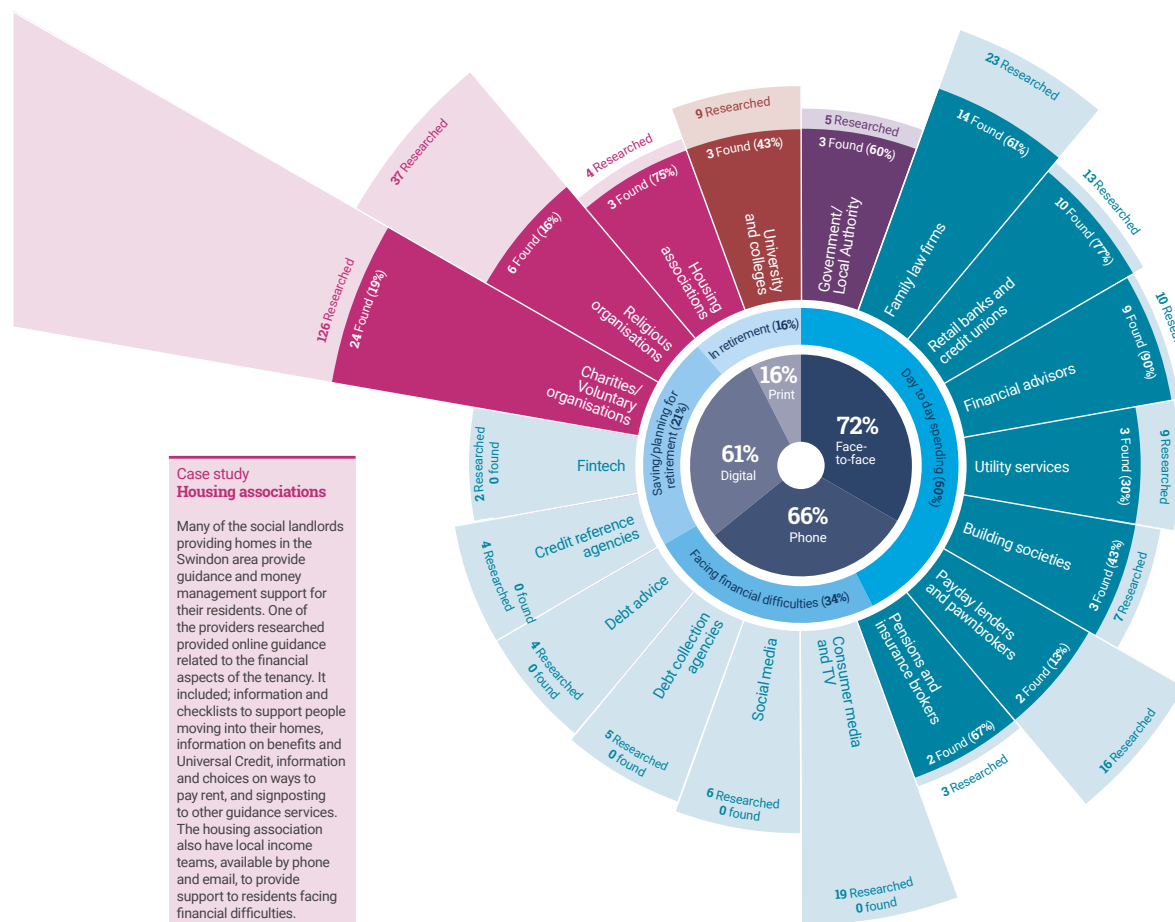 23 Researched
14 Found (61%)
Family law firms
13 Researched
10 Found (77%)
Retail banks and
credit unions
10
9 Found (90%)
Financial advisors
9 Researched
3 Found (30%)
Utility services
7 Researched
3 Found (43%)
Building societies
16 Researched
2 Found (13%)
Payday lenders
and pawnbrokers
3 Researched
2 Found (67%)
Pensions and
insurance brokers
Consumer media
and TV
19 Researched
0 found
Social media
6 Researched
0 found
Debt collection
agencies
5 Researched
0 found
Debt advice
4 Researched
0 found
Credit reference
agencies
4 Researched
0 found
Fintech
2 Researched
0 found
126 Researched
24 Found (19%)
Charities/
Voluntary
organisations
37 Researched
6 Found (16%)
Religious
organisations
4 Researched
3 Found (75%)
Housing
associations
9 Researched
3 Found (43%)
University
and colleges
5 Researched
3 Found (60%)
Government/
Local Authority
In retirement (16%)
Day to day spending (60%)
Facing financial difficulties (34%)
Saving/planning for
retirement (21%)
16%
Print
72%
Face-
to-face
61%
Digital
66%
Phone
Case study
Housing associations
Many of the social landlords
providing homes in the
Swindon area provide
guidance and money
management support for
their residents. One of
the providers researched
provided online guidance
related to the financial
aspects of the tenancy. It
included; information and
checklists to support people
moving into their homes,
information on benefits and
Universal Credit, information
and choices on ways to
pay rent, and signposting
to other guidance services.
The housing association
also have local income
teams, available by phone
and email, to provide
support to residents facing
financial difficulties.